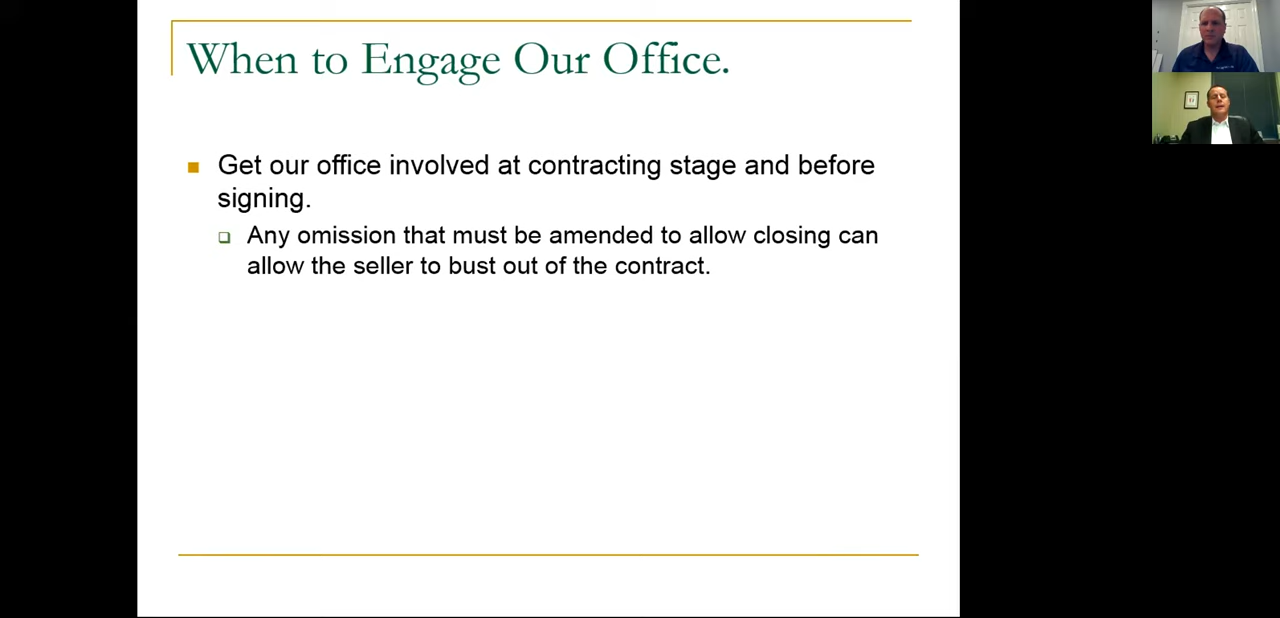 When to Engage Our Office.
Get our office involved at contracting stage and before
signing.
Any omission that must be amended to allow closing can
allow the seller to bust out of the contract.